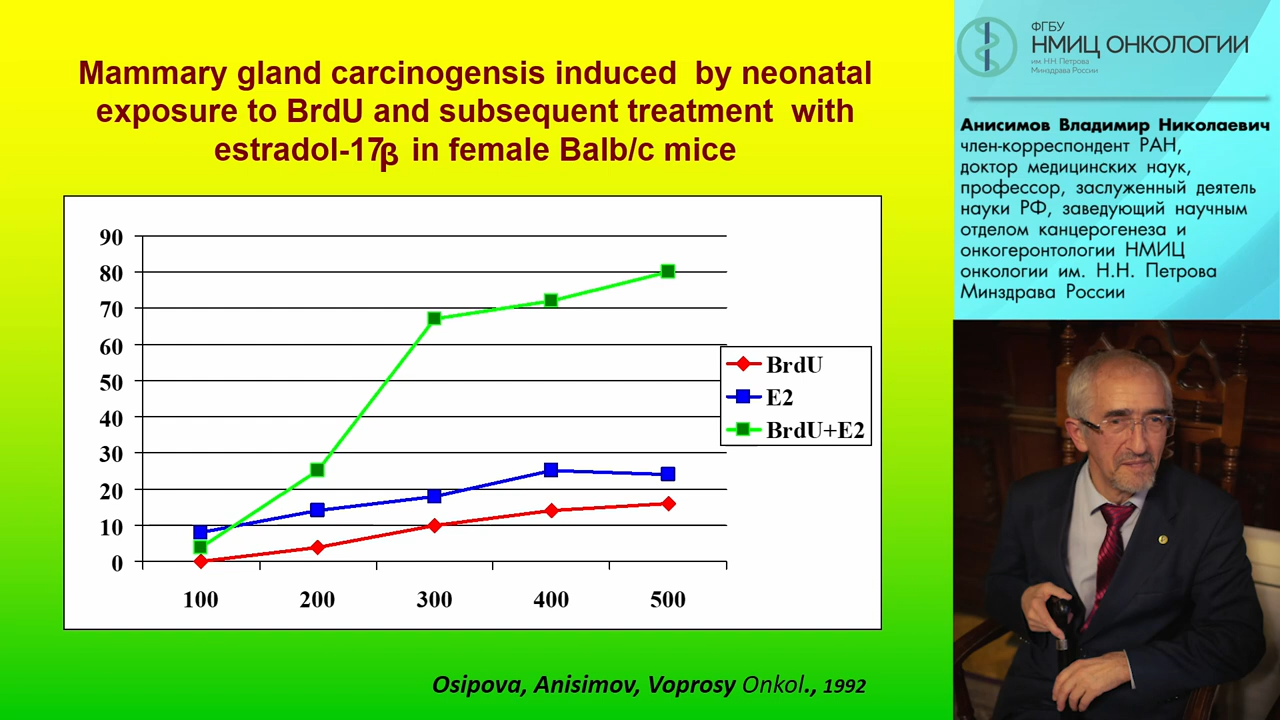 Mammary gland carcinogensis induced by neonatal
exposure to BrdU and subsequent treatment with
estradol-17β in female Balb/c mice
90
80
70
60
50
40
30
20
10
0
100 200 300 400 500
BrdU
E2
BrdU+E2
Osipova, Anisimov, Voprosy Onkol., 1992
ФГБУ
НМИЦ ОНКОЛОГИИ
им. Н.Н. Петрова
Минздрава России
Анисимов Владимир Николаевич
член-корреспондент РАН,
доктор медицинских наук,
профессор, заслуженный деятель
науки РФ, заведующий научным
отделом канцерогенеза и
онкогеронтологии НМИЦ
онкологии им. Н.Н. Петрова
Минздрава России